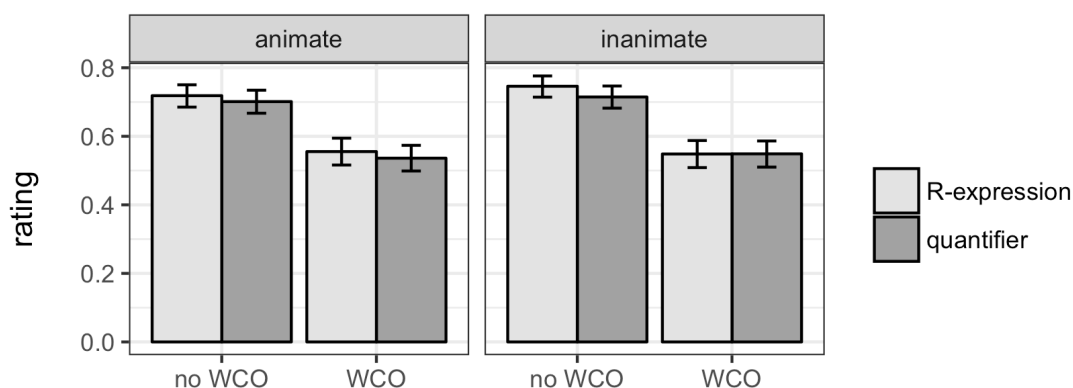 animate
inanimate
rating
0.8
0.6
0.4
0.2
0.0
no WCO
WCO
no WCO
WCO
R-expression
quantifier